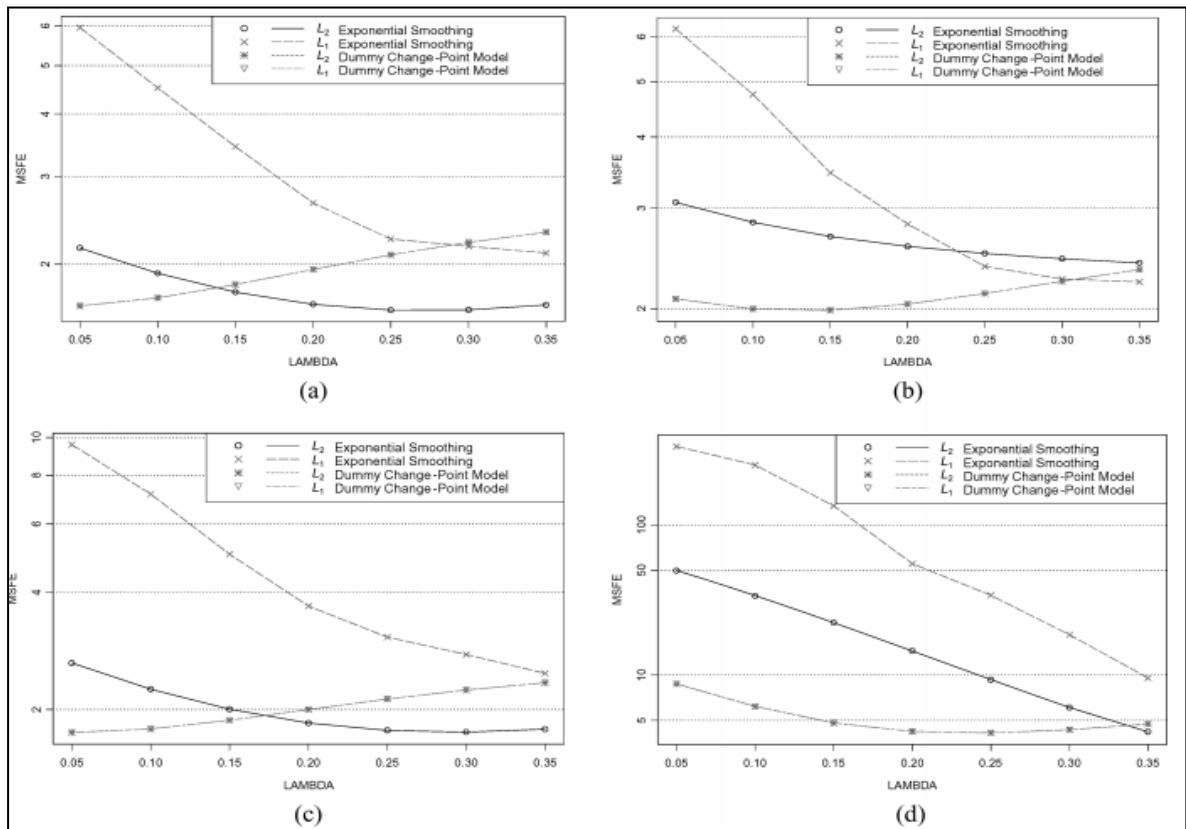 L2 Exponential Smoothing
L1 Exponential Smoothing
L2 Dummy Change-Point Model
L1 Dummy Change-Point Model
6
5
4
3
2
MSFE
0.05 0.10 0.15 0.20 0.25 0.30 0.35
LAMBDA
(a)
L2 Exponential Smoothing
L1 Exponential Smoothing
L2 Dummy Change-Point Model
L1 Dummy Change-Point Model
6
5
4
3
2
MSFE
0.05 0.10 0.15 0.20 0.25 0.30 0.35
LAMBDA
(b)
L2 Exponential Smoothing
L1 Exponential Smoothing
L2 Dummy Change-Point Model
L1 Dummy Change-Point Model
10
8
6
4
2
MSFE
0.05 0.10 0.15 0.20 0.25 0.30 0.35
LAMBDA
(c)
L2 Exponential Smoothing
L1 Exponential Smoothing
L2 Dummy Change-Point Model
L1 Dummy Change-Point Model
100
50
10
5
MSFE
0.05 0.10 0.15 0.20 0.25 0.30 0.35
LAMBDA
(d)